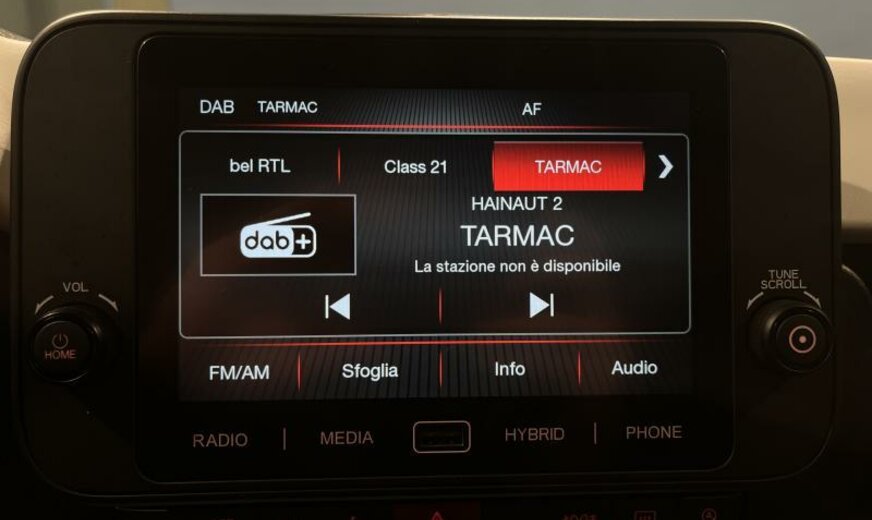 DAB TARMAC AF
bel RTL Class 21 TARMAC
dab+
HAINAUT 2
TARMAC
La stazione non è disponibile
VOL
TUNE
SCROLL
HOME
FM/AM Sfoglia Info Audio
RADIO MEDIA HYBRID PHONE